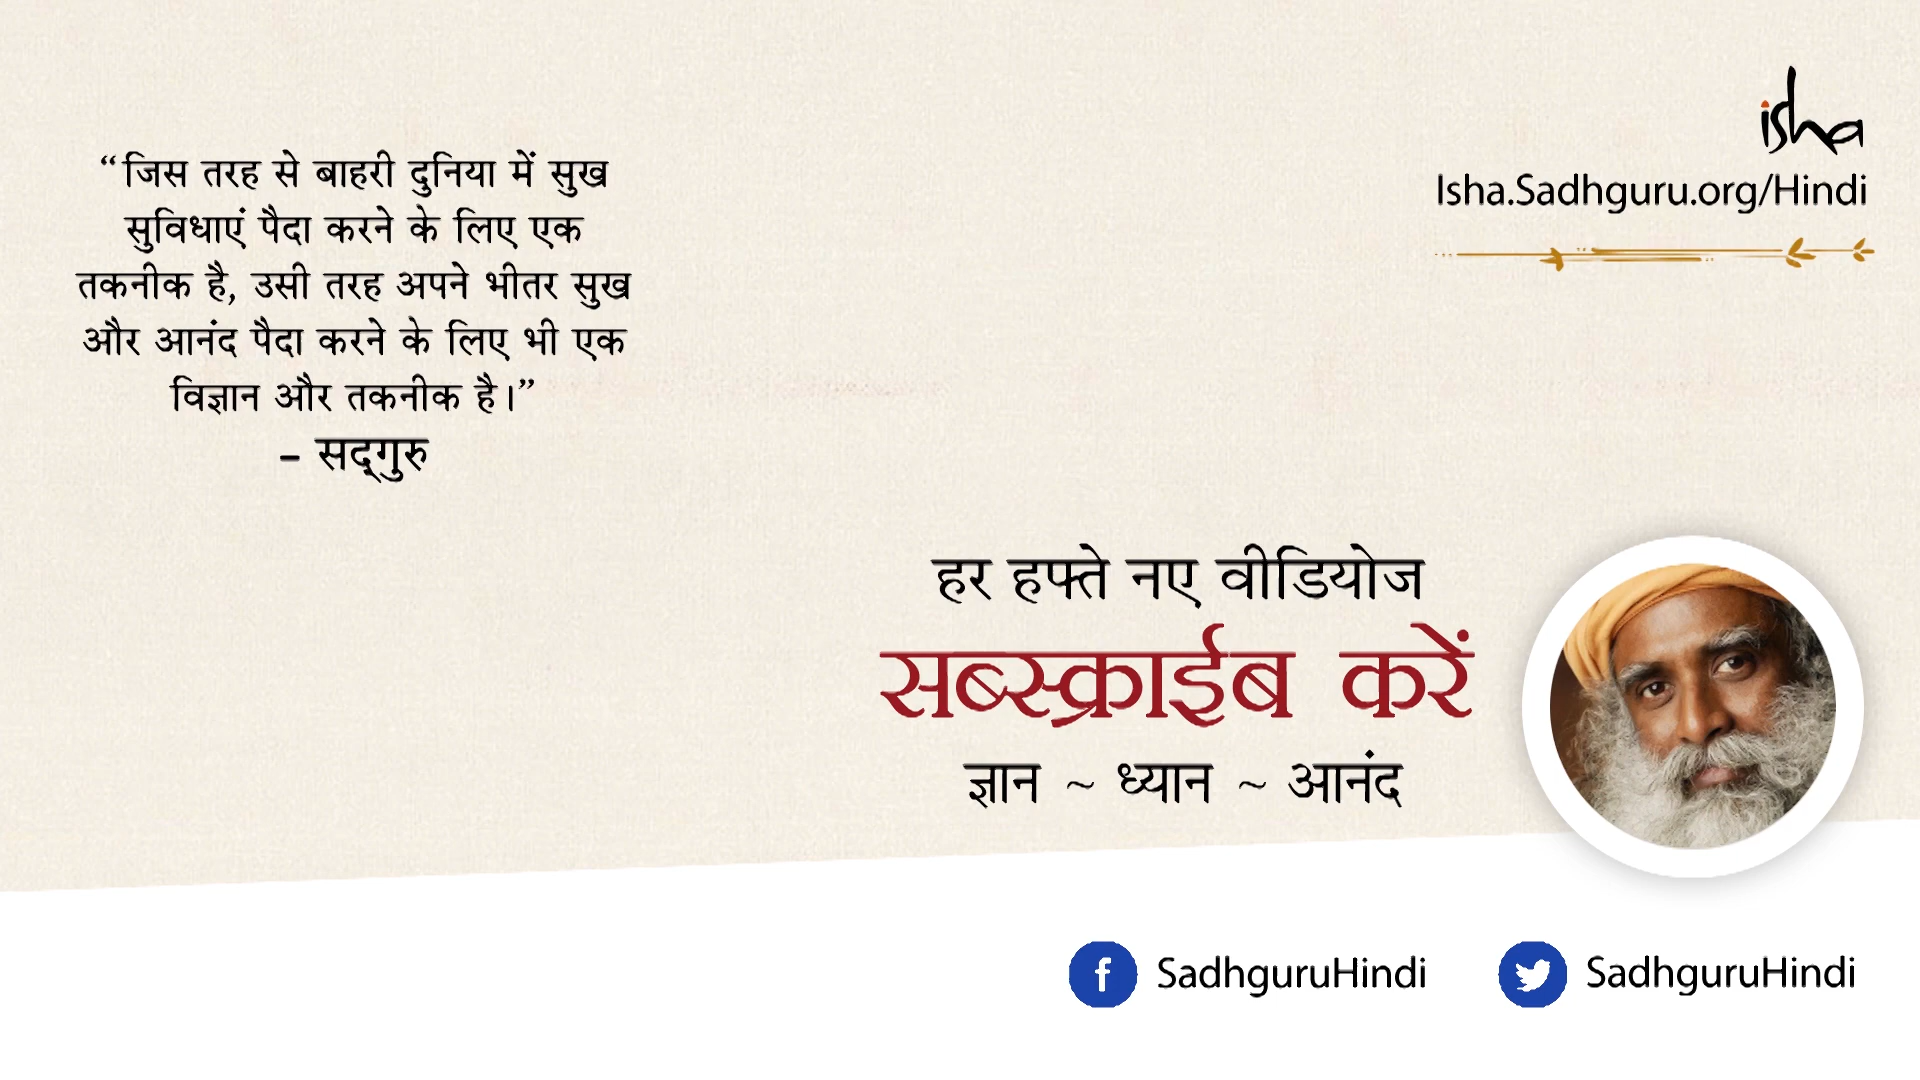 “जिस तरह से बाहरी दुनिया में सुख
सुविधाएं पैदा करने के लिए एक
तकनीक है, उसी तरह अपने भीतर सुख
और आनंद पैदा करने के लिए भी एक
विज्ञान और तकनीक है।”
– सद्‌गुरु
isha
Isha.Sadhguru.org/Hindi
हर हफ्ते नए वीडियोज
सब्स्क्राईब करें
ज्ञान ~ ध्यान ~ आनंद
SadhguruHindi
SadhguruHindi